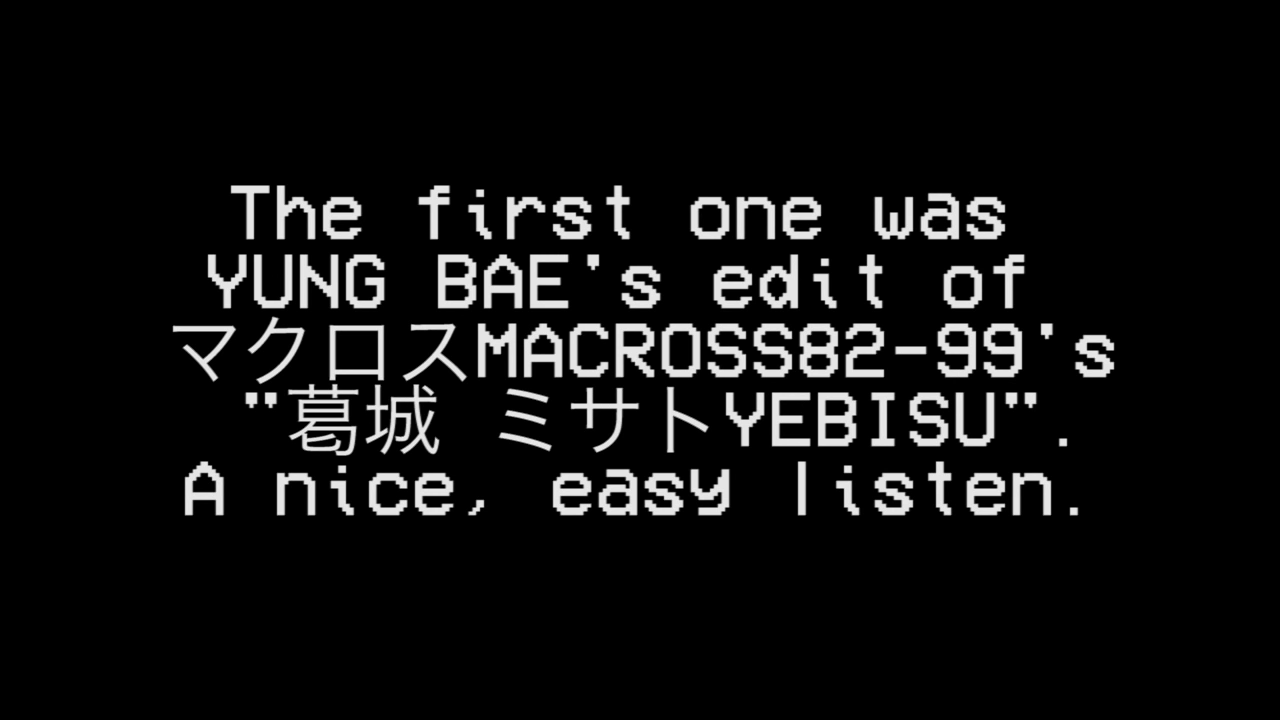 The first one was
YUNG BAE's edit of
マクロスMACROSS82-99's
"葛城 ミサトYEBISU".
A nice, easy listen.